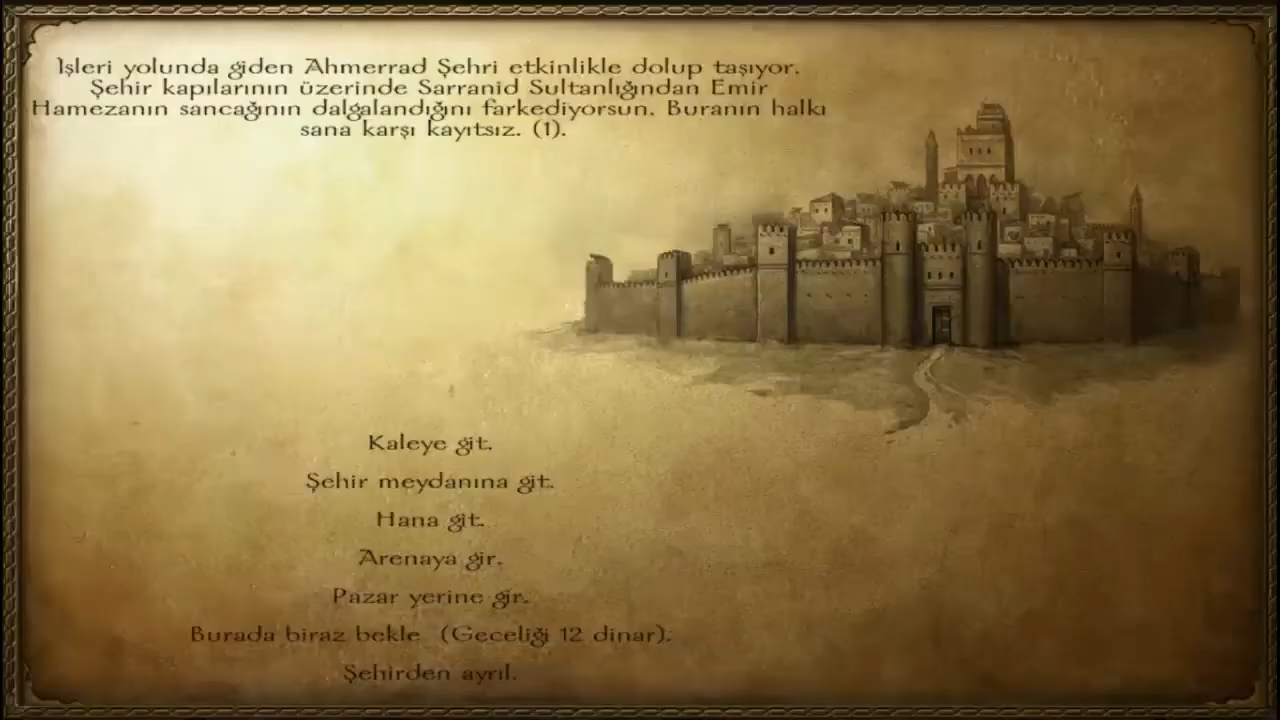 İşleri yolunda giden Ahmerrad Şehri etkinlikle dolup taşıyor.
Şehir kapılarının üzerinde Sarranid Sultanlığından Emir
Hamezanın sancağının dalgalandığını farkediyorsun. Buranın halkı
sana karşı kayıtsız. (1).
Kaleye git.
Şehir meydanına git.
Hana git.
Arenaya gir.
Pazar yerine gir.
Burada biraz bekle (Geceliği 12 dinar).
Şehirden ayrıl.